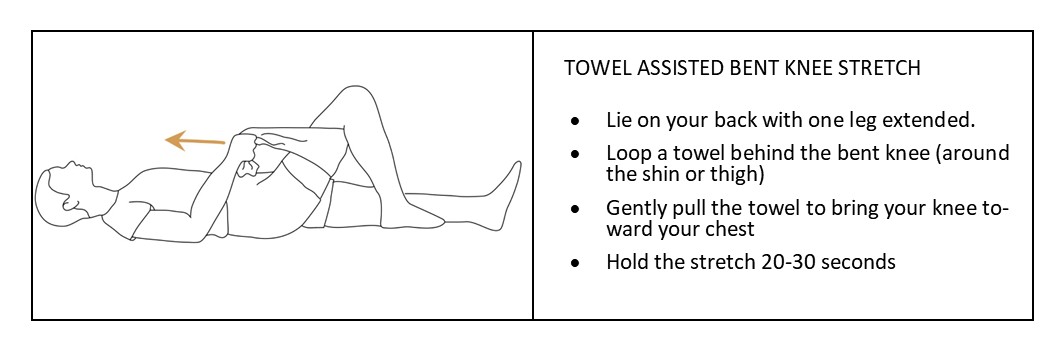 TOWEL ASSISTED BENT KNEE STRETCH
• Lie on your back with one leg extended.
• Loop a towel behind the bent knee (around
the shin or thigh)
• Gently pull the towel to bring your knee to-
ward your chest
• Hold the stretch 20-30 seconds